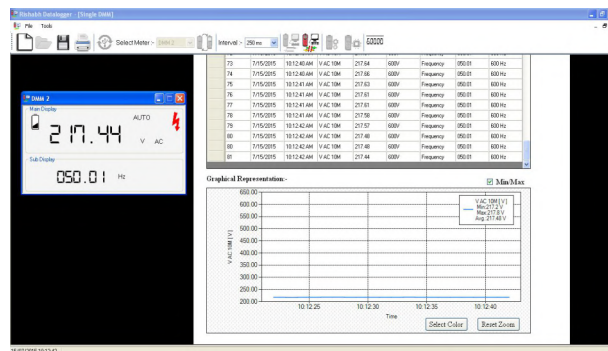 Rishabh Datalogger - [Single DMM]
File Tools
Select Meter :- DMM 2 Interval :- 250 ms 60000
73 7/15/2015 10:12:40 AM V AC 10M 217.64 600V Frequency 050.01 600 Hz
74 7/15/2015 10:12:40 AM V AC 10M 217.66 600V Frequency 050.01 600 Hz
75 7/15/2015 10:12:41 AM V AC 10M 217.63 600V Frequency 050.01 600 Hz
76 7/15/2015 10:12:41 AM V AC 10M 217.61 600V Frequency 050.01 600 Hz
77 7/15/2015 10:12:41 AM V AC 10M 217.61 600V Frequency 050.01 600 Hz
78 7/15/2015 10:12:41 AM V AC 10M 217.58 600V Frequency 050.01 600 Hz
79 7/15/2015 10:12:42 AM V AC 10M 217.57 600V Frequency 050.01 600 Hz
80 7/15/2015 10:12:42 AM V AC 10M 217.48 600V Frequency 050.01 600 Hz
80 7/15/2015 10:12:42 AM V AC 10M 217.48 600V Frequency 050.01 600 Hz
81 7/15/2015 10:12:42 AM V AC 10M 217.44 600V Frequency 050.01 600 Hz
DMM 2
Main Display
AUTO
217.44 V AC
Sub Display
050.01 Hz
Graphical Representation:-
Min/Max
V AC 10M [ V ]
Min:217.2 V
Max:217.8 V
Avg.:217.48 V
V AC 10M [ V ]
650.00
600.00
550.00
500.00
450.00
400.00
350.00
300.00
250.00
200.00
10:12:25 10:12:30 10:12:35 10:12:40
Time
Select Color Reset Zoom
15/07/2015 10:12:42